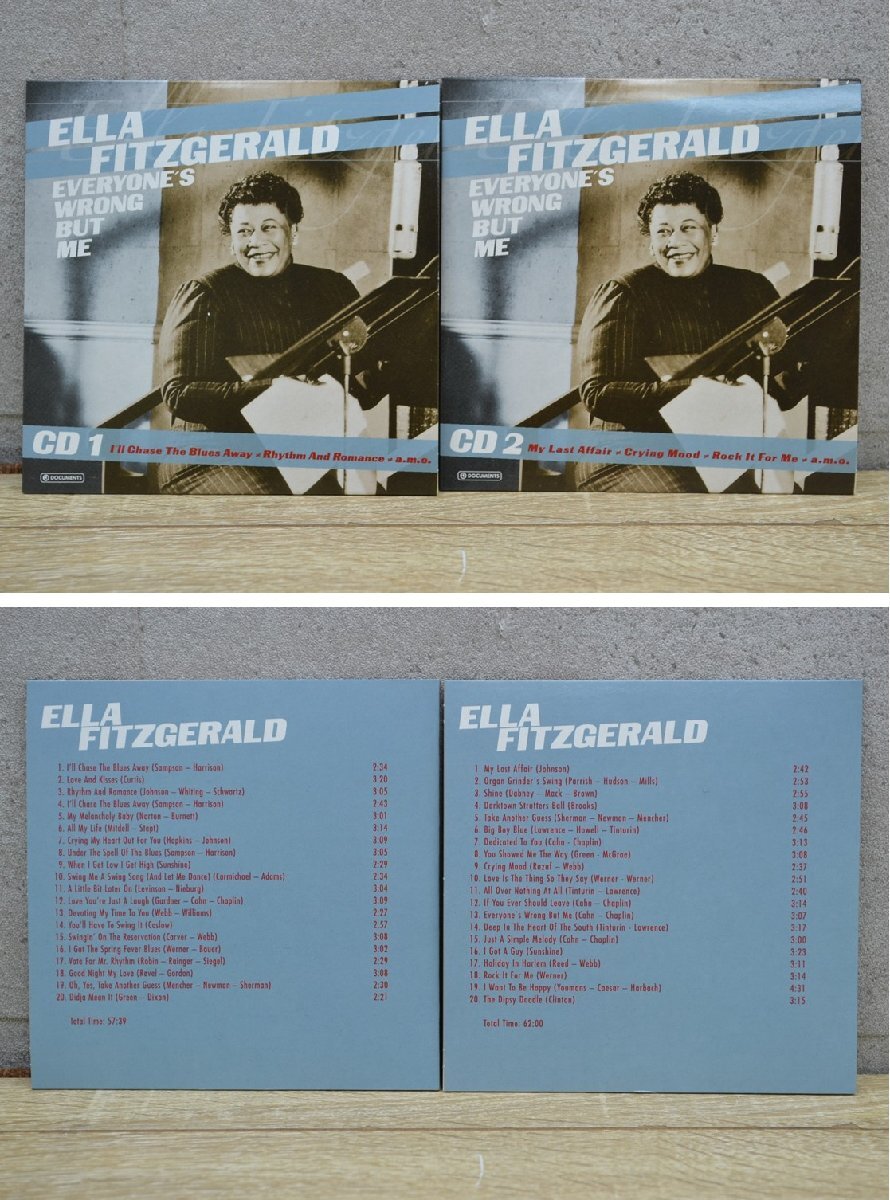 ELLA
FITZGERALD
EVERYONE'S
WRONG
BUT
ME
CD 1 I'll Chase The Blues Away • Rhythm And Romance • a.m.o.
DOCUMENTS
ELLA
FITZGERALD
EVERYONE'S
WRONG
BUT
ME
CD 2 My Last Affair • Crying Mood • Rock It For Me • a.m.o.
DOCUMENTS
ELLA
FITZGERALD
1. I'll Chase The Blues Away (Sampson – Harrison) 2:34
2. Love And Kisses (Curtis) 3:20
3. Rhythm And Romance (Johnson – Whiting – Schwartz) 3:05
4. I'll Chase The Blues Away (Sampson – Harrison) 2:43
5. My Melancholy Baby (Norton – Burnett) 3:01
6. All My Life (Mitchell – Stept) 3:14
7. Crying My Heart Out For You (Hopkins – Johnson) 3:09
8. Under The Spell Of The Blues (Sampson – Harrison) 3:05
9. When I Get Low I Get High (Sunshine) 2:29
10. Swing Me A Swing Song (And Let Me Dance) (Carmichael – Adams) 2:34
11. A Little Bit Later On (Levinson – Neiburg) 3:04
12. Love You're Just A Laugh (Gardner – Cahn – Chaplin) 3:09
13. Devoting My Time To You (Webb – Williams) 2:27
14. You'll Have To Swing It (Coslow) 2:57
15. Swingin' On The Reservation (Carver – Webb) 3:08
16. I Got The Spring Fever Blues (Werner – Bauer) 3:02
17. Vote For Mr. Rhythm (Robin – Rainger – Siegel) 2:29
18. Good Night My Love (Revel – Gordon) 3:08
19. Oh, Yes, Take Another Guess (Mencher – Newman – Sherman) 2:30
20. Didja Mean It (Green – Dixon) 2:21
Total Time: 57:39
ELLA
FITZGERALD
1. My Last Affair (Johnson) 2:42
2. Organ Grinder's Swing (Parrish – Hudson – Mills) 2:53
3. Shine (Dabney – Mack – Brown) 2:55
4. Darktown Strutters Ball (Brooks) 3:08
5. Take Another Guess (Sherman – Newman – Mencher) 2:45
6. Big Boy Blue (Lawrence – Howell – Tinturin) 2:46
7. Dedicated To You (Cahn - Chaplin) 3:13
8. You Showed Me The Way (Green - McGrae) 3:08
9. Crying Mood (Razaf – Webb) 2:37
10. Love Is The Thing So They Say (Werner - Werner) 2:51
11. All Over Nothing At All (Tinturin – Lawrence) 2:40
12. If You Ever Should Leave (Cahn – Chaplin) 3:14
13. Everyone's Wrong But Me (Cahn – Chaplin) 3:07
14. Deep In The Heart Of The South (Tinturin - Lawrence) 3:17
15. Just A Simple Melody (Cahn – Chaplin) 3:00
16. I Got A Guy (Sunshine) 3:23
17. Holiday In Harlem (Reed – Webb) 3:11
18. Rock It For Me (Werner) 3:14
19. I Want To Be Happy (Youmans – Caesar – Harbach) 4:31
20. The Dipsy Doodle (Clinton) 3:15
Total Time: 62:00